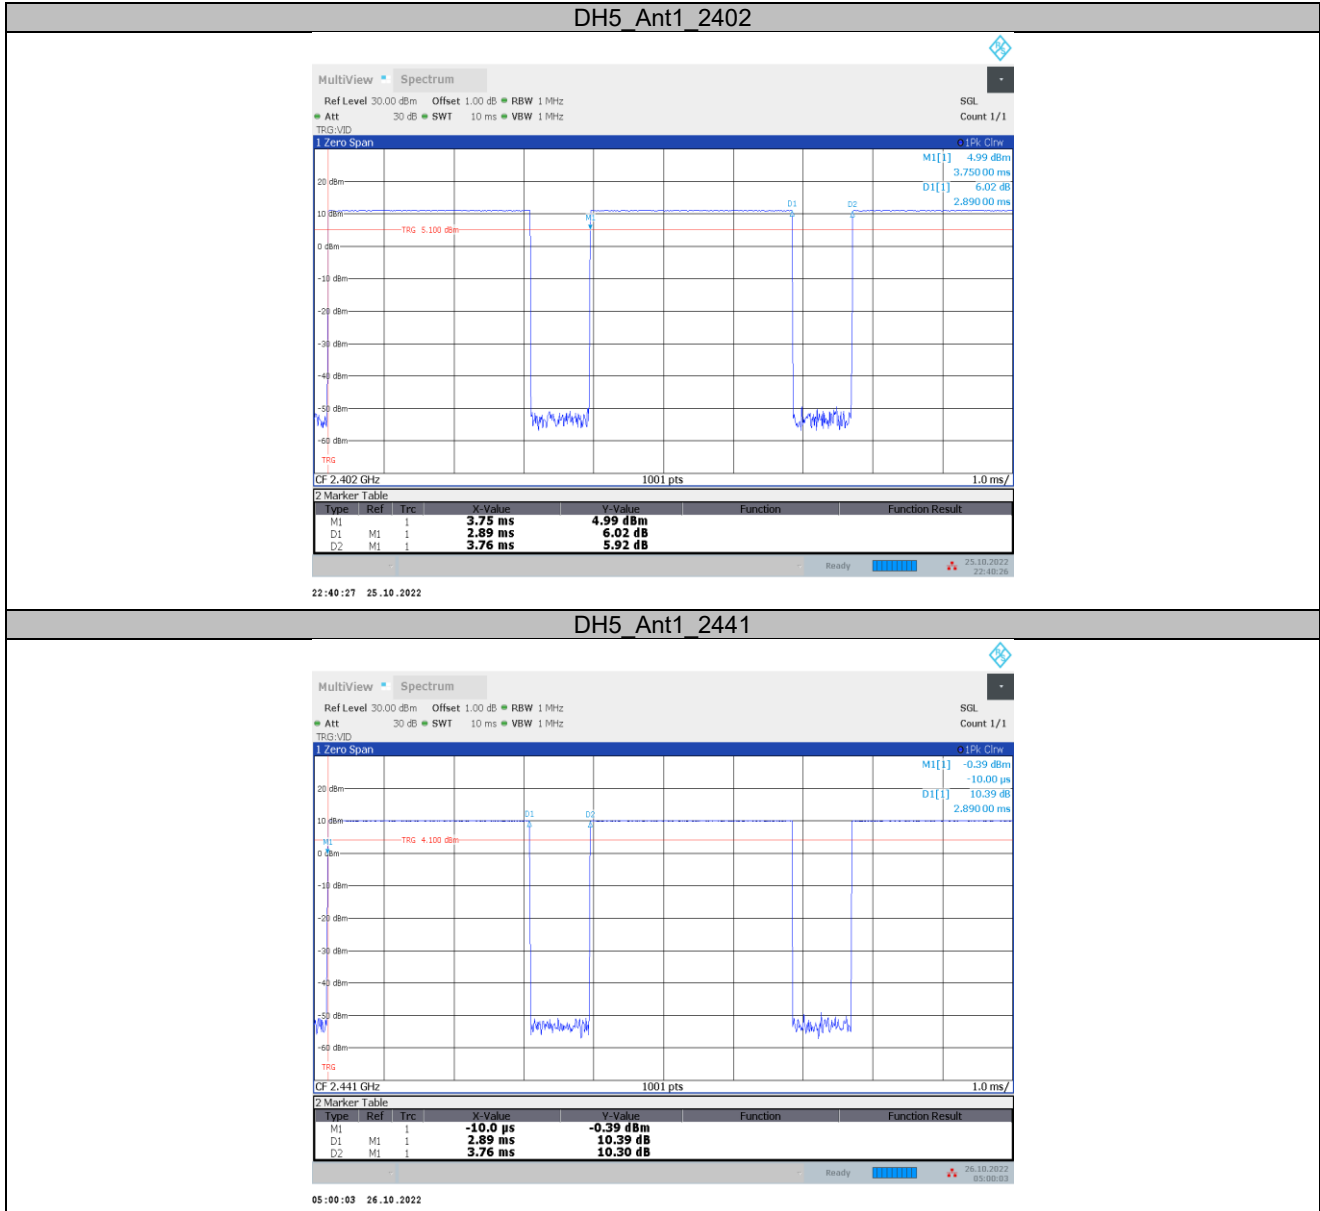 DH5_Ant1_2402
MultiView Spectrum
Ref Level 30.00 dBm Offset 1.00 dB RBW 1 MHz SGL
Att 30 dB SWT 10 ms VBW 1 MHz Count 1/1
TRG:VID
1 Zero Span 1Pk Clrw
M1[1] 4.99 dBm
3.75000 ms
D1[1] 6.02 dB
2.89000 ms
20 dBm
D1 D2
10 dBm
M1
TRG 5.100 dBm
0 dBm
-10 dBm
-20 dBm
-30 dBm
-40 dBm
-50 dBm
-60 dBm
TRG
CF 2.402 GHz 1001 pts 1.0 ms/
2 Marker Table
Type Ref Trc X-Value Y-Value Function Function Result
M1 1 3.75 ms 4.99 dBm
D1 M1 1 2.89 ms 6.02 dB
D2 M1 1 3.76 ms 5.92 dB
Ready 25.10.2022
22:40:26
22:40:27 25.10.2022
DH5_Ant1_2441
MultiView Spectrum
Ref Level 30.00 dBm Offset 1.00 dB RBW 1 MHz SGL
Att 30 dB SWT 10 ms VBW 1 MHz Count 1/1
TRG:VID
1 Zero Span 1Pk Clrw
M1[1] -0.39 dBm
-10.00 µs
D1[1] 10.39 dB
2.89000 ms
20 dBm
D1 D2
10 dBm
TRG 4.100 dBm
M1
0 dBm
-10 dBm
-20 dBm
-30 dBm
-40 dBm
-50 dBm
-60 dBm
TRG
CF 2.441 GHz 1001 pts 1.0 ms/
2 Marker Table
Type Ref Trc X-Value Y-Value Function Function Result
M1 1 -10.0 µs -0.39 dBm
D1 M1 1 2.89 ms 10.39 dB
D2 M1 1 3.76 ms 10.30 dB
Ready 26.10.2022
05:00:03
05:00:03 26.10.2022